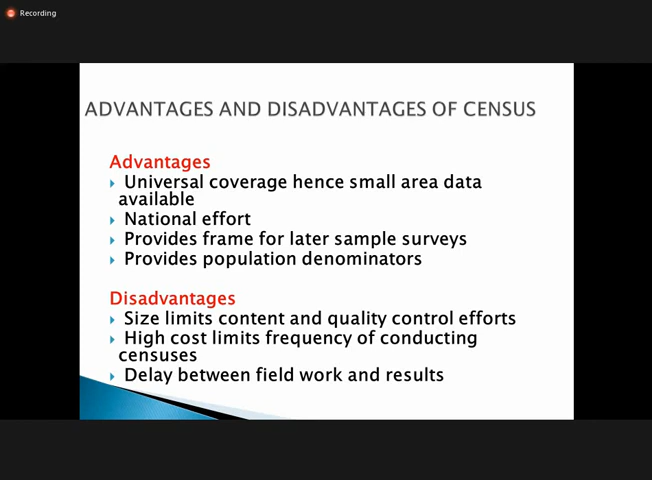 Recording
ADVANTAGES AND DISADVANTAGES OF CENSUS
Advantages
Universal coverage hence small area data
available
National effort
Provides frame for later sample surveys
Provides population denominators
Disadvantages
Size limits content and quality control efforts
High cost limits frequency of conducting
censuses
Delay between field work and results